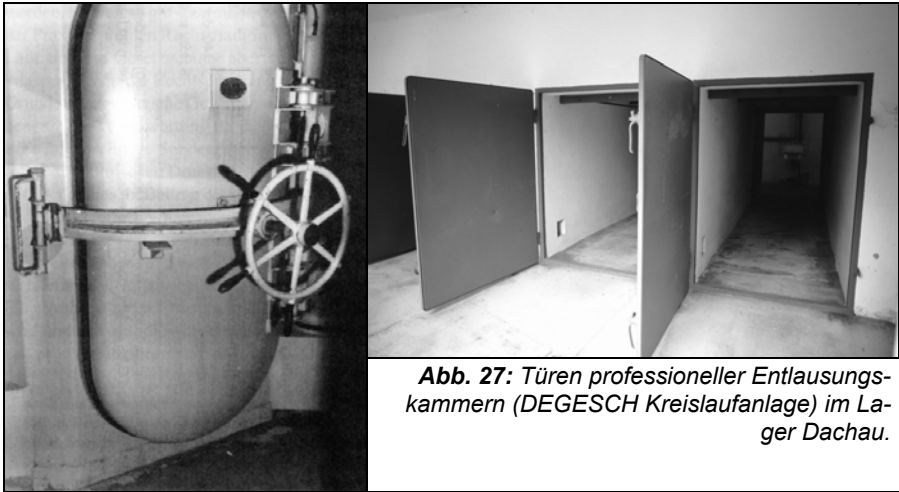 Abb. 27: Türen professioneller Entlausungs-
kammern (DEGESCH Kreislaufanlage) im La-
ger Dachau.